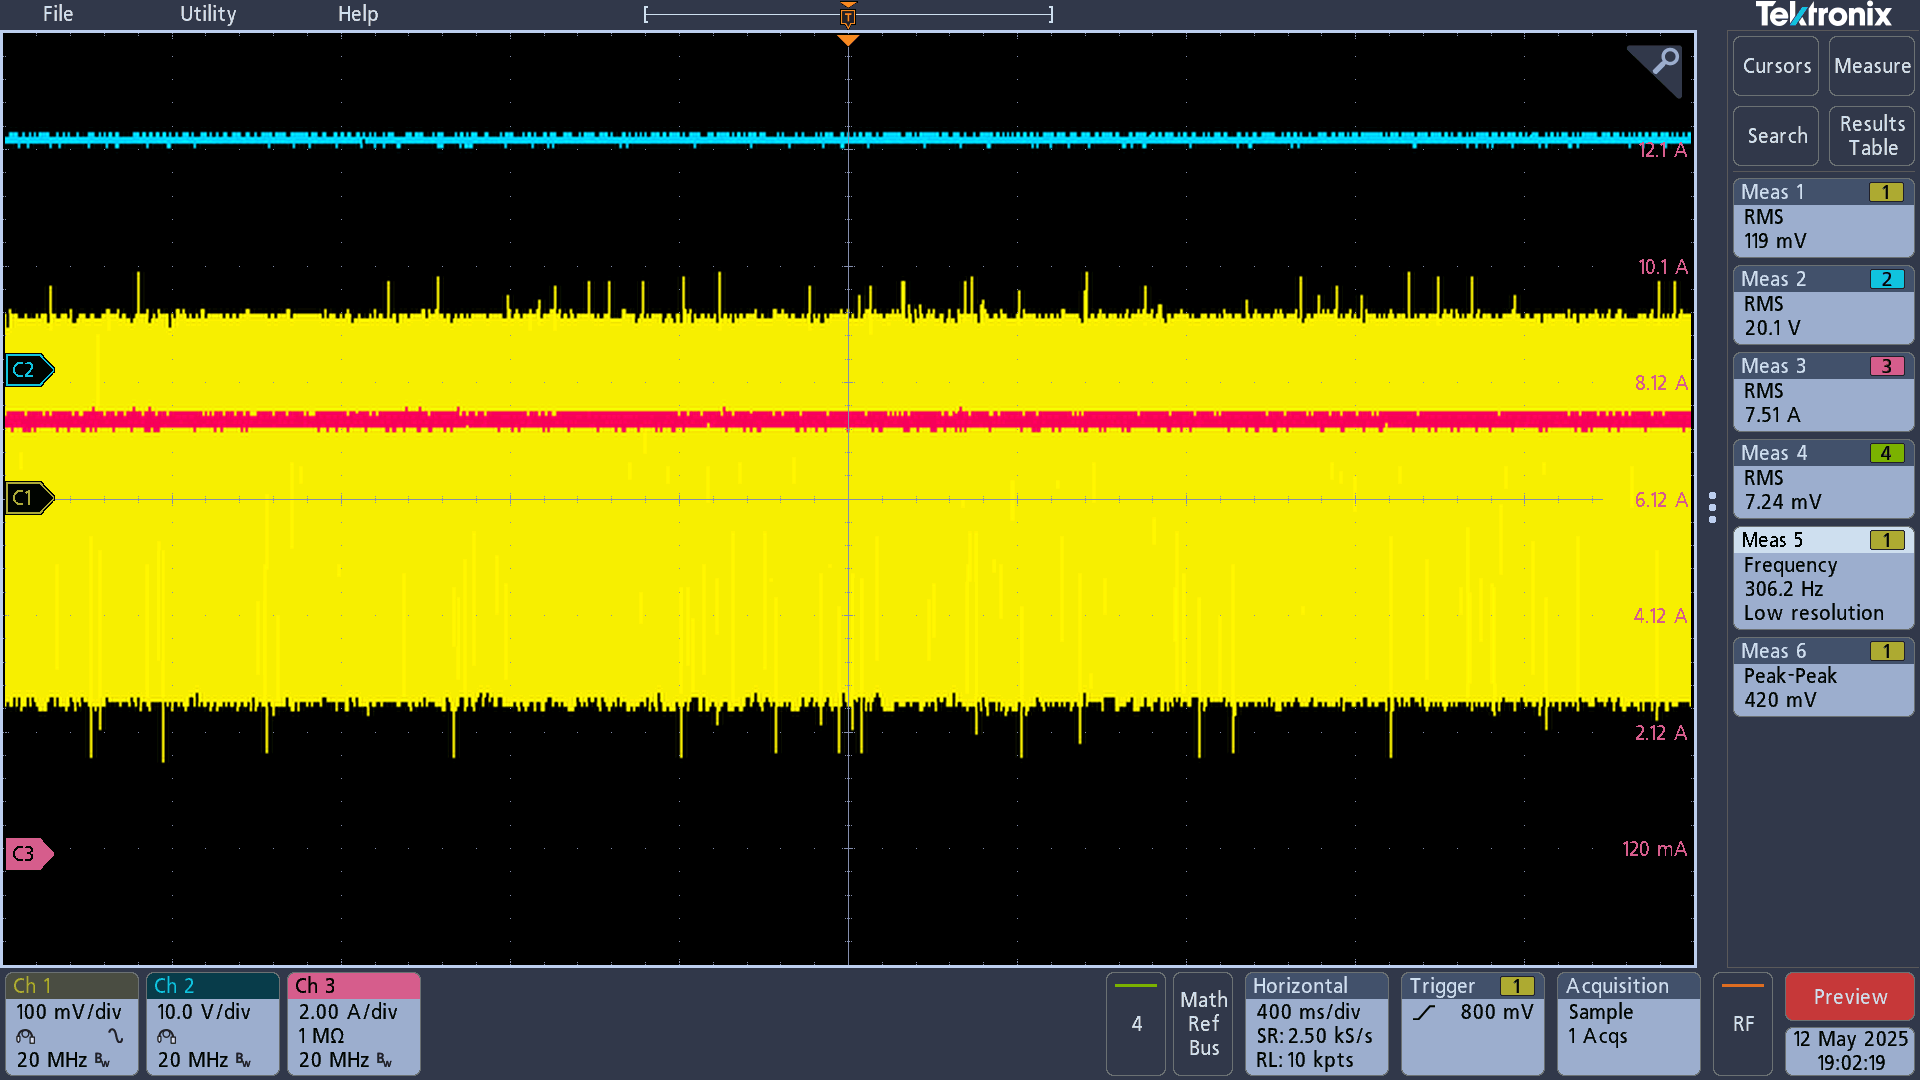 File Utility Help
T
Tektronix
Cursors Measure
Search Results Table
12.1 A
10.1 A
8.12 A
6.12 A
4.12 A
2.12 A
120 mA
C2
C1
C3
Meas 1 1
RMS
119 mV
Meas 2 2
RMS
20.1 V
Meas 3 3
RMS
7.51 A
Meas 4 4
RMS
7.24 mV
Meas 5 1
Frequency
306.2 Hz
Low resolution
Meas 6 1
Peak-Peak
420 mV
Ch 1
100 mV/div
20 MHz Bw
Ch 2
10.0 V/div
20 MHz Bw
Ch 3
2.00 A/div
1 MΩ
20 MHz Bw
4
Math
Ref
Bus
Horizontal
400 ms/div
SR: 2.50 kS/s
RL: 10 kpts
Trigger 1
800 mV
Acquisition
Sample
1 Acqs
RF
Preview
12 May 2025
19:02:19